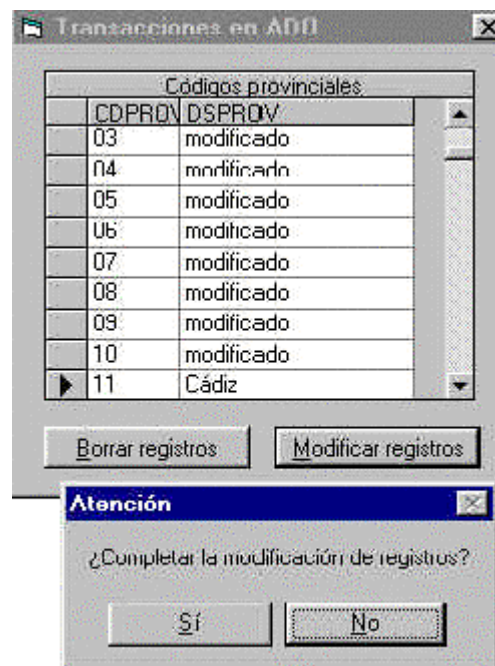 Transacciones en ADO
Códigos provinciales
CDPROV DSPROV
03 modificado
04 modificado
05 modificado
06 modificado
07 modificado
08 modificado
09 modificado
10 modificado
11 Cádiz
Borrar registros Modificar registros
Atención
¿Completar la modificación de registros?
Sí No